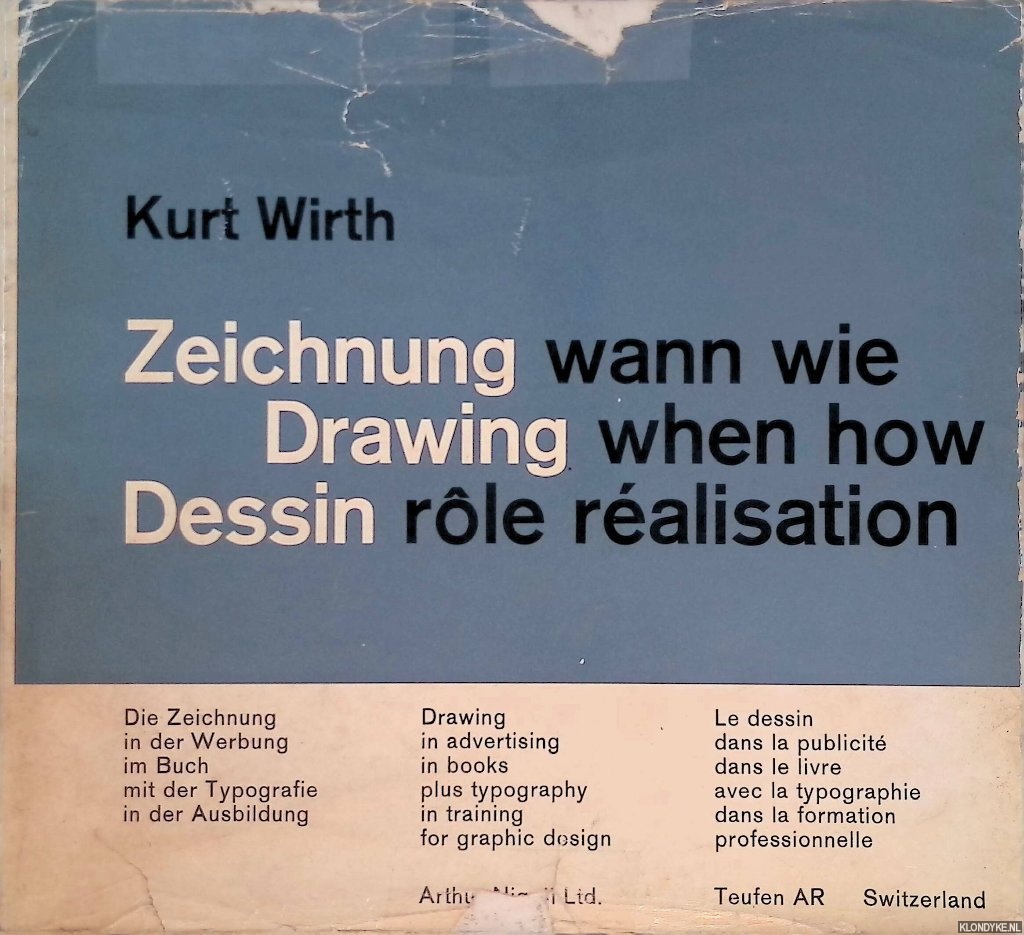 Kurt Wirth
Zeichnung wann wie
Drawing when how
Dessin rôle réalisation
Die Zeichnung
in der Werbung
im Buch
mit der Typografie
in der Ausbildung
Drawing
in advertising
in books
plus typography
in training
for graphic design
Le dessin
dans la publicité
dans le livre
avec la typographie
dans la formation
professionnelle
Ltd.
Teufen AR Switzerland
KLONDYKE.NL